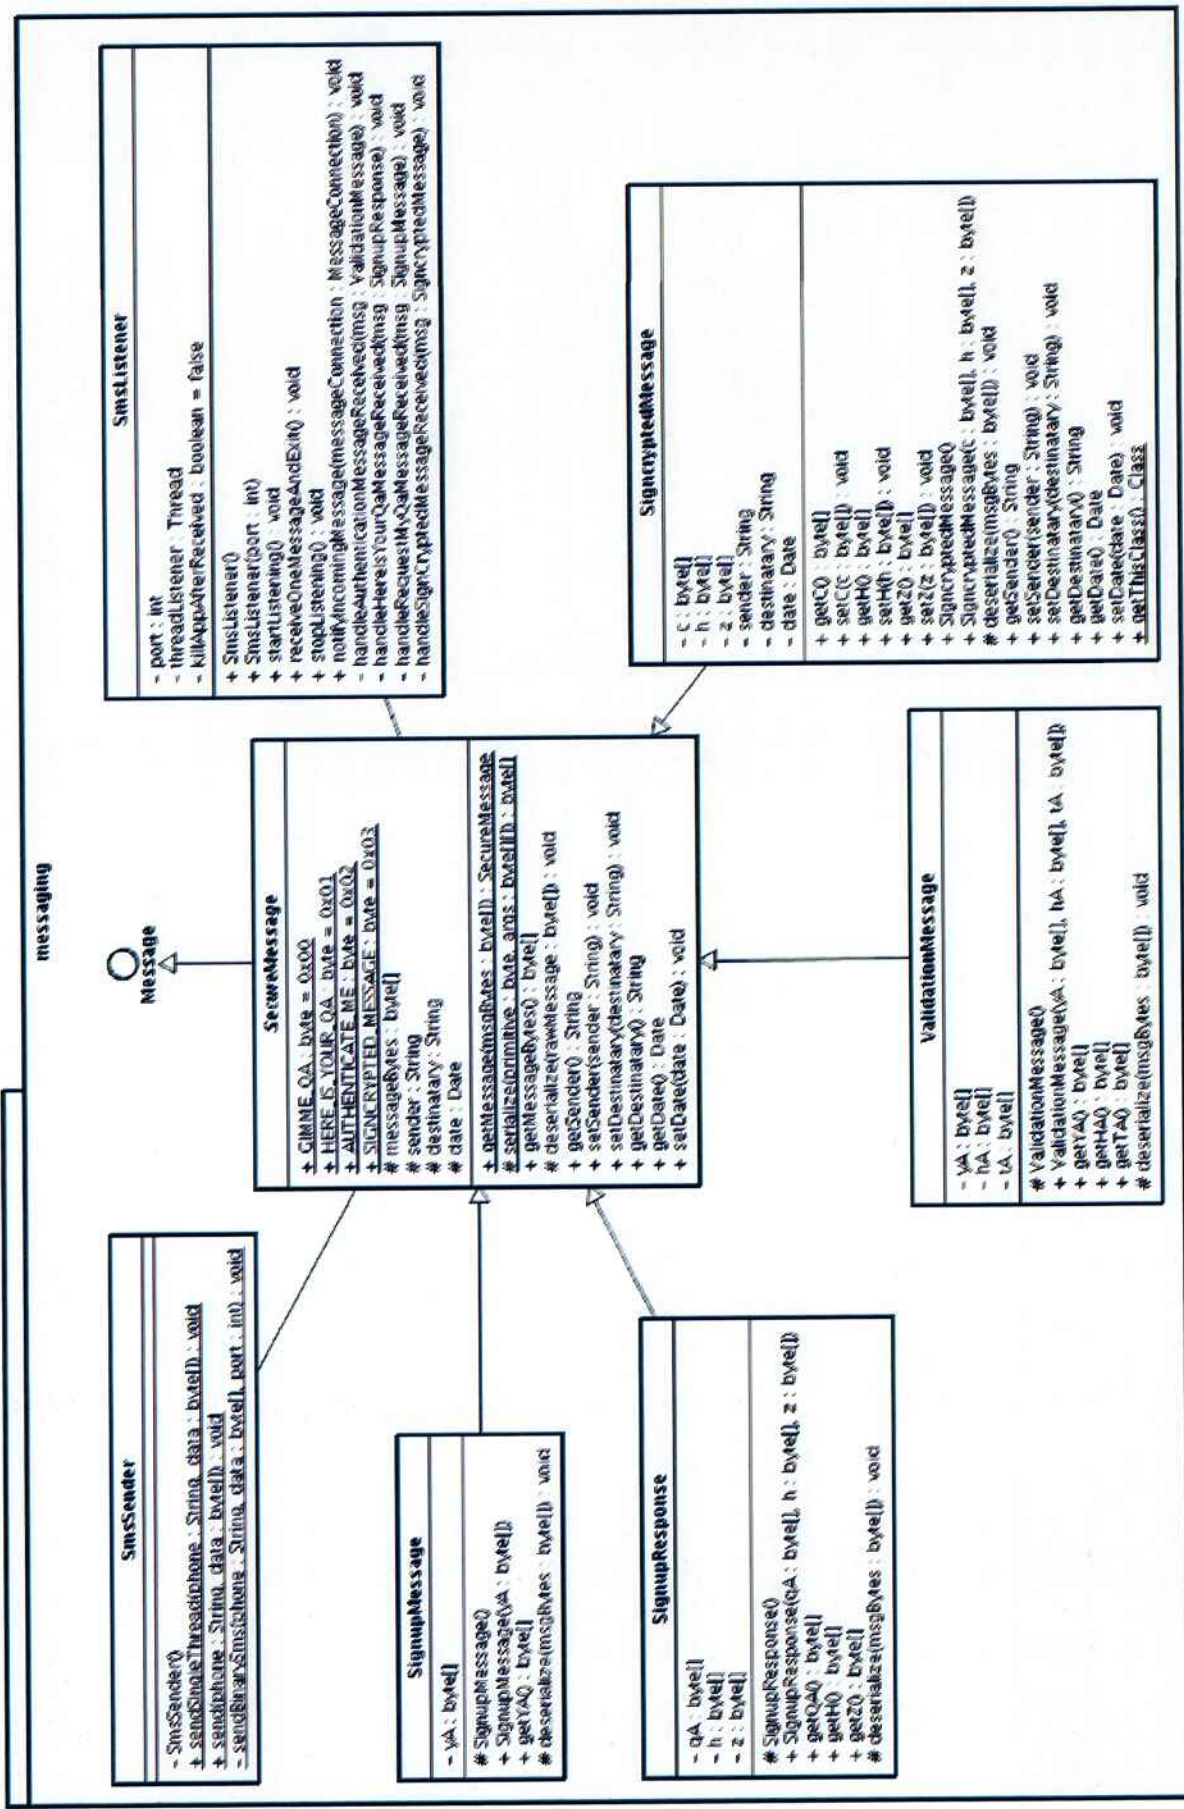 messaging
Message
SmsSender
- SmsSender()
+ sendSingleThread(phone : String, data : byte[]) : void
+ send(phone : String, data : byte[]) : void
- sendBinarySms(phone : String, data : byte[], port : int) : void
SecureMessage
+ GIMME_QA : byte = 0x00
+ HERE_IS_YOUR_QA : byte = 0x01
+ AUTHENTICATE_ME : byte = 0x02
+ SIGNCRYPTED_MESSAGE : byte = 0x03
# messageBytes : byte[]
# sender : String
# destinatary : String
# date : Date
+ getMessage(msgBytes : byte[]) : SecureMessage
# serialize(primitive : byte, args : byte[][]) : byte[]
+ getMessageBytes() : byte[]
# deserialize(rawMessage : byte[]) : void
+ getSender() : String
+ setSender(sender : String) : void
+ setDestinatary(destinatary : String) : void
+ getDestinatary() : String
+ getDate() : Date
+ setDate(date : Date) : void
SmsListener
- port : int
- threadListener : Thread
- killAppAfterReceived : boolean = false
+ SmsListener()
+ SmsListener(port : int)
+ startListening() : void
+ receiveOneMessageAndExit() : void
+ stopListening() : void
+ notifyIncomingMessage(messageConnection : MessageConnection) : void
- handleAuthenticationMessageReceived(msg : ValidationMessage) : void
- handleHereIsYourQaMessageReceived(msg : SignupResponse) : void
- handleRequestMyQaMessageReceived(msg : SignupMessage) : void
- handleSignCryptedMessageReceived(msg : SigncryptedMessage) : void
SignupMessage
- yA : byte[]
# SignupMessage()
+ SignupMessage(yA : byte[])
+ getYA() : byte[]
# deserialize(msgBytes : byte[]) : void
SignupResponse
- qA : byte[]
- h : byte[]
- z : byte[]
# SignupResponse()
+ SignupResponse(qA : byte[], h : byte[], z : byte[])
+ getQA() : byte[]
+ getH() : byte[]
+ getZ() : byte[]
# deserialize(msgBytes : byte[]) : void
ValidationMessage
- yA : byte[]
- hA : byte[]
- tA : byte[]
# ValidationMessage()
+ ValidationMessage(yA : byte[], hA : byte[], tA : byte[])
+ getYA() : byte[]
+ getHA() : byte[]
+ getTA() : byte[]
# deserialize(msgBytes : byte[]) : void
SigncryptedMessage
- c : byte[]
- h : byte[]
- z : byte[]
- sender : String
- destinatary : String
- date : Date
+ getC() : byte[]
+ setC(c : byte[]) : void
+ getH() : byte[]
+ setH(h : byte[]) : void
+ getZ() : byte[]
+ setZ(z : byte[]) : void
+ SigncryptedMessage()
+ SigncryptedMessage(c : byte[], h : byte[], z : byte[])
# deserialize(msgBytes : byte[]) : void
+ getSender() : String
+ setSender(sender : String) : void
+ setDestinatary(destinatary : String) : void
+ getDestinatary() : String
+ getDate() : Date
+ setDate(date : Date) : void
+ getThisClass() : Class